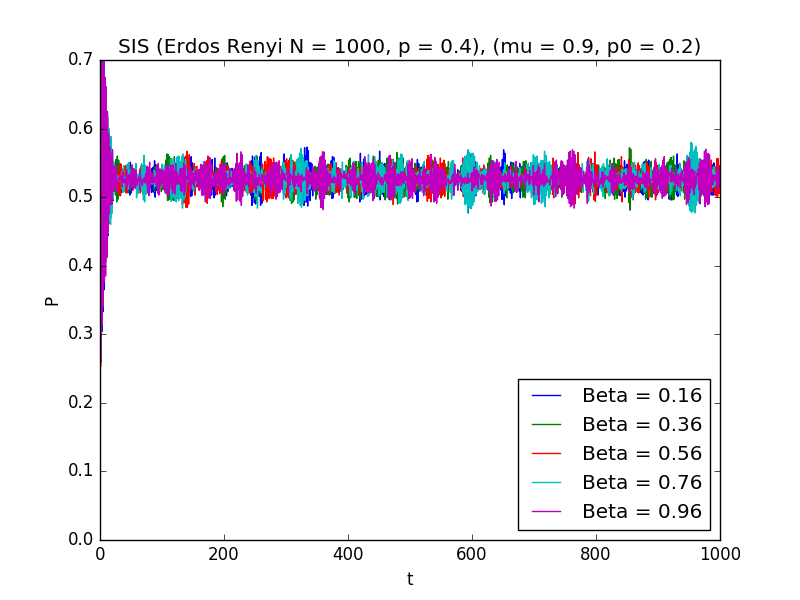 SIS (Erdos Renyi N = 1000, p = 0.4), (mu = 0.9, p0 = 0.2)
0.7
0.6
0.5
0.4
0.3
0.2
0.1
0.0
P
Beta = 0.16
Beta = 0.36
Beta = 0.56
Beta = 0.76
Beta = 0.96
0 200 400 600 800 1000
t